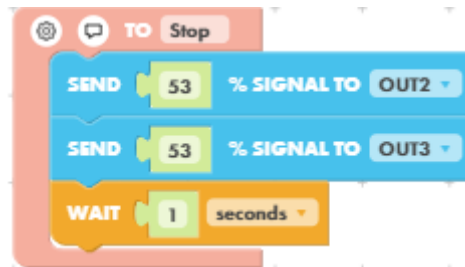 TO Stop
SEND 53 % SIGNAL TO OUT2
SEND 53 % SIGNAL TO OUT3
WAIT 1 seconds